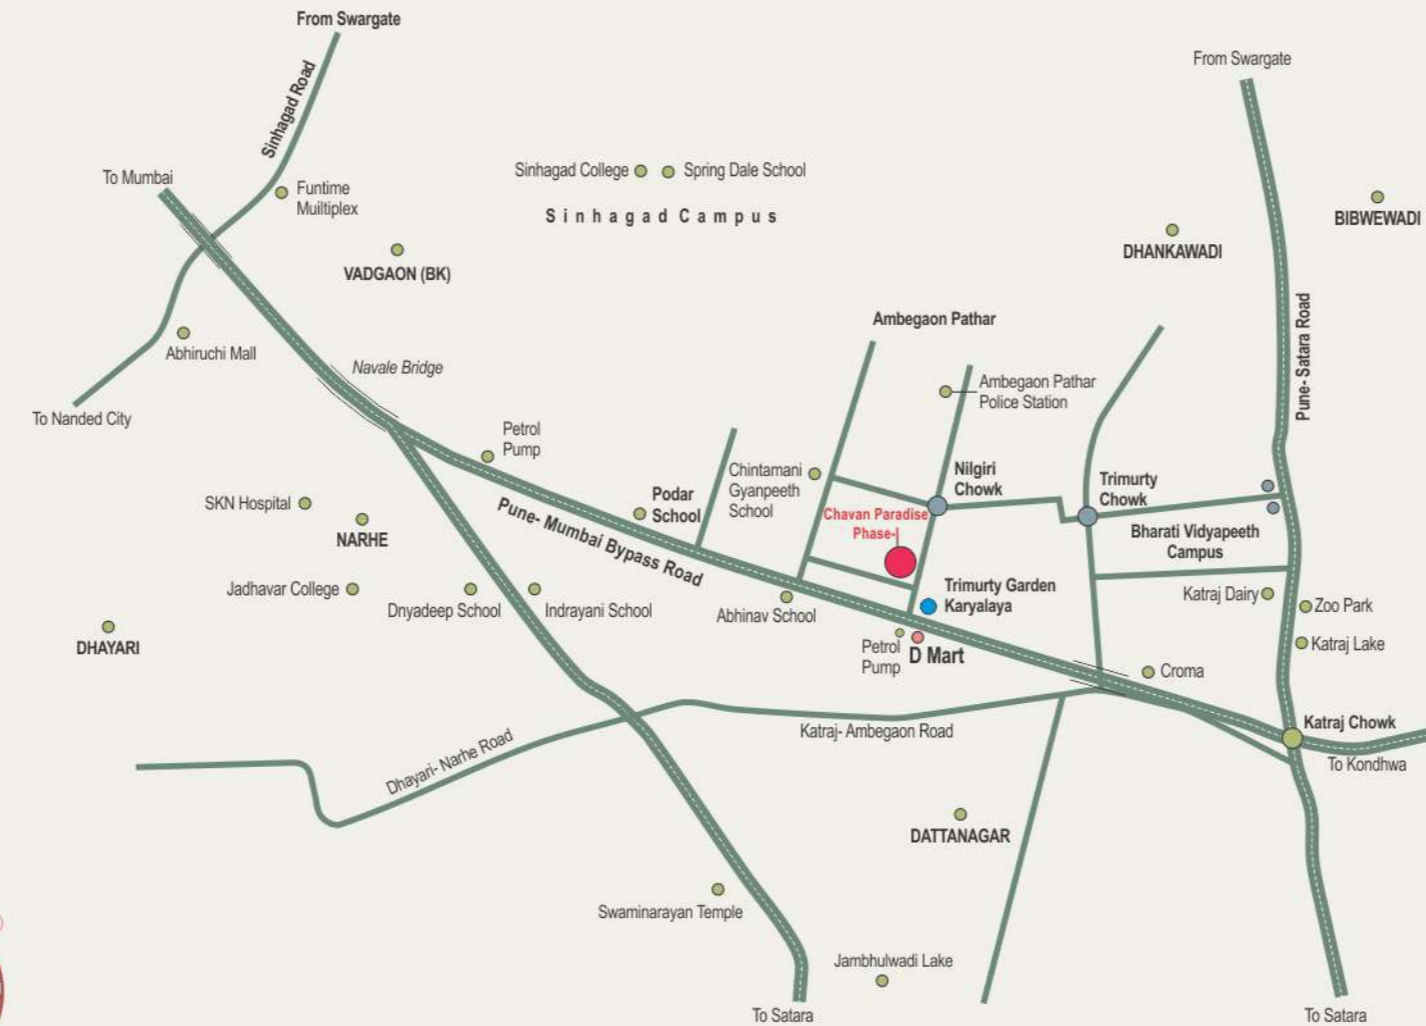 From Swargate
Sinhagad Road
From Swargate
To Mumbai
Funtime
Muiltiplex
Sinhagad College
Spring Dale School
Sinhagad Campus
BIBWEWADI
DHANKAWADI
VADGAON (BK)
Pune- Satara Road
Ambegaon Pathar
Abhiruchi Mall
Navale Bridge
Ambegaon Pathar
Police Station
To Nanded City
Petrol
Pump
Chintamani
Gyanpeeth
School
Nilgiri
Chowk
Trimurty
Chowk
SKN Hospital
Podar
School
Chavan Paradise
Phase-I
NARHE
Pune- Mumbai Bypass Road
Bharati Vidyapeeth
Campus
Jadhavar College
Dnyadeep School
Indrayani School
Abhinav School
Trimurty Garden
Karyalaya
Katraj Dairy
Zoo Park
DHAYARI
Petrol
Pump
D Mart
Katraj Lake
Croma
Katraj Chowk
Katraj- Ambegaon Road
Dhayari- Narhe Road
To Kondhwa
DATTANAGAR
Swaminarayan Temple
Jambhulwadi Lake
To Satara
To Satara